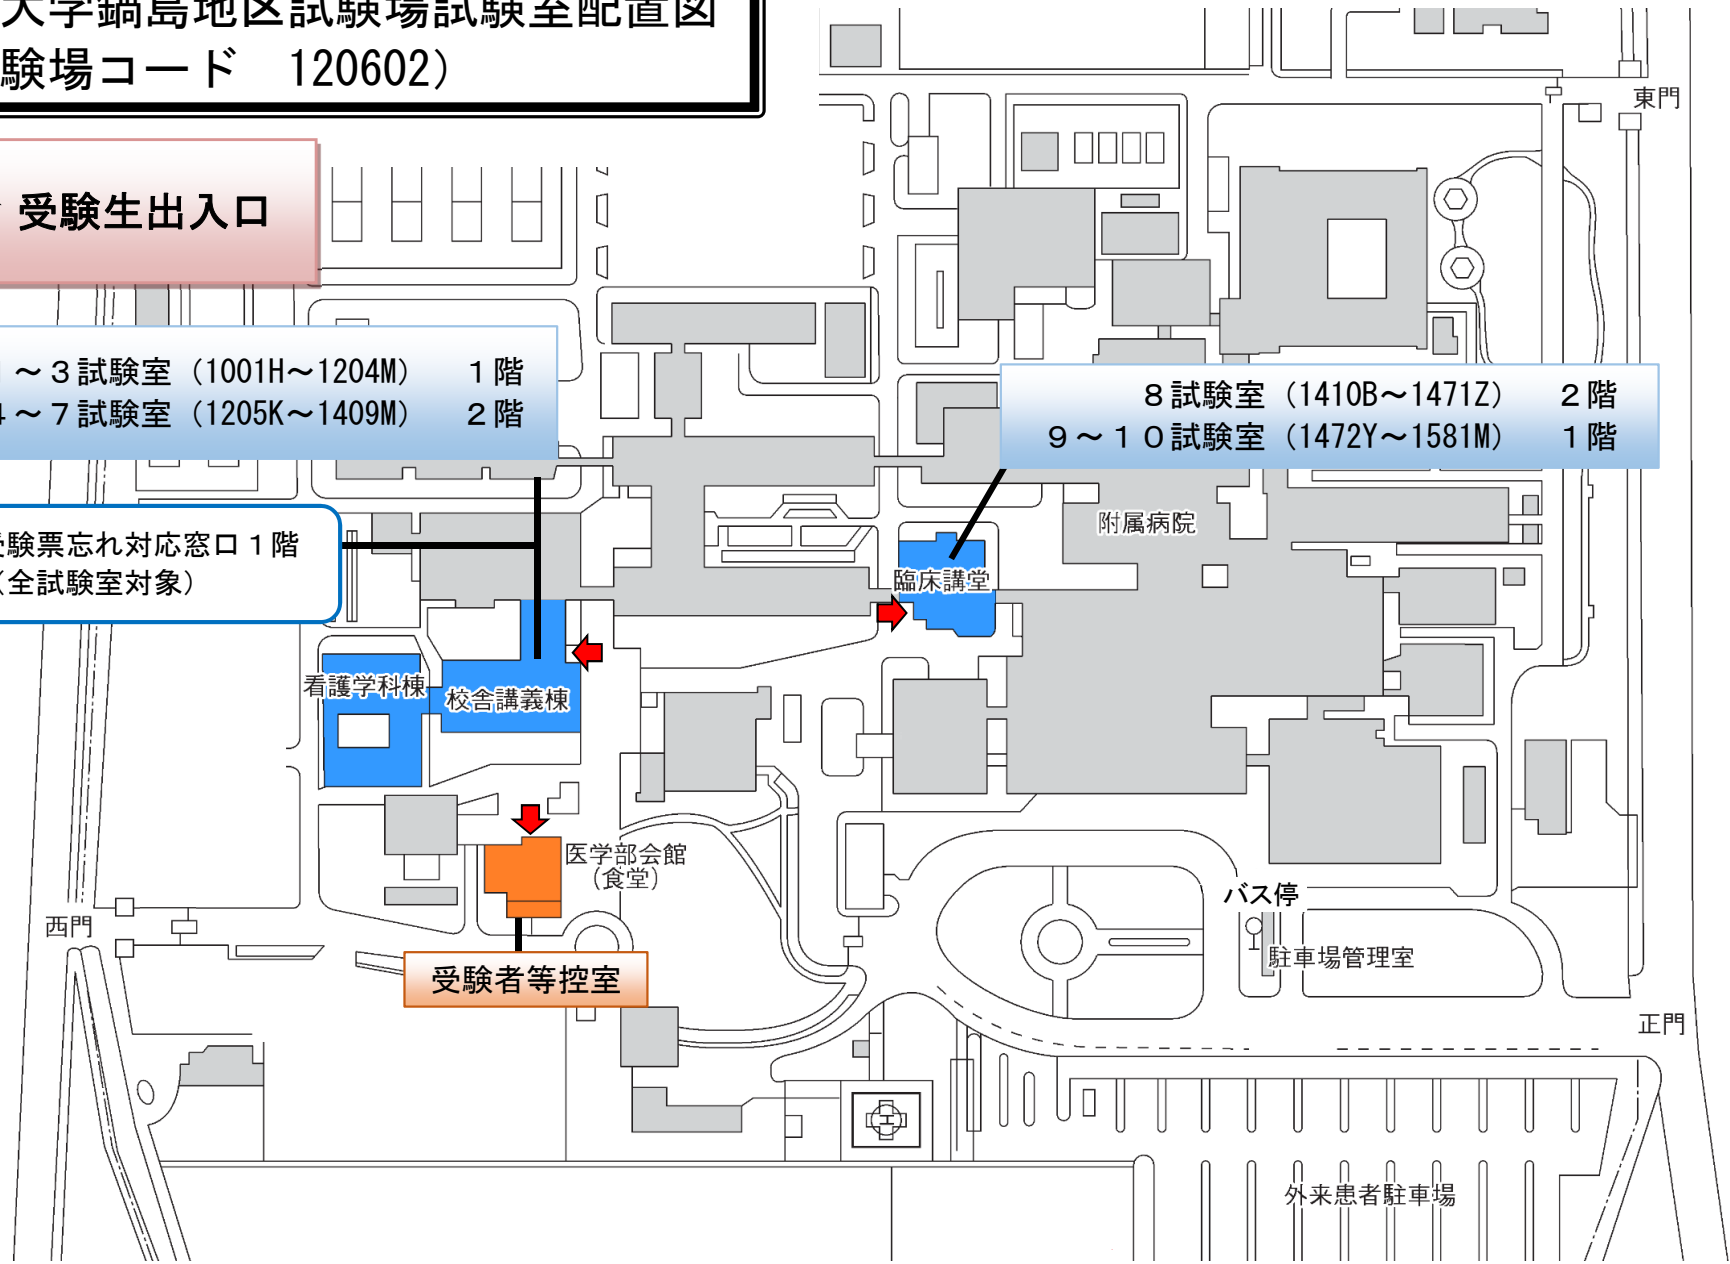 大学鍋島地区試験場試験室配置図
験場コード　120602）
東門
受験生出入口
～３試験室（1001H～1204M）　１階
～７試験室（1205K～1409M）　２階
８試験室（1410B～1471Z）　２階
９～１０試験室（1472Y～1581M）　１階
受験票忘れ対応窓口１階
（全試験室対象）
附属病院
臨床講堂
看護学科棟
校舎講義棟
医学部会館
（食堂）
バス停
西門
駐車場管理室
受験者等控室
正門
H
外来患者駐車場